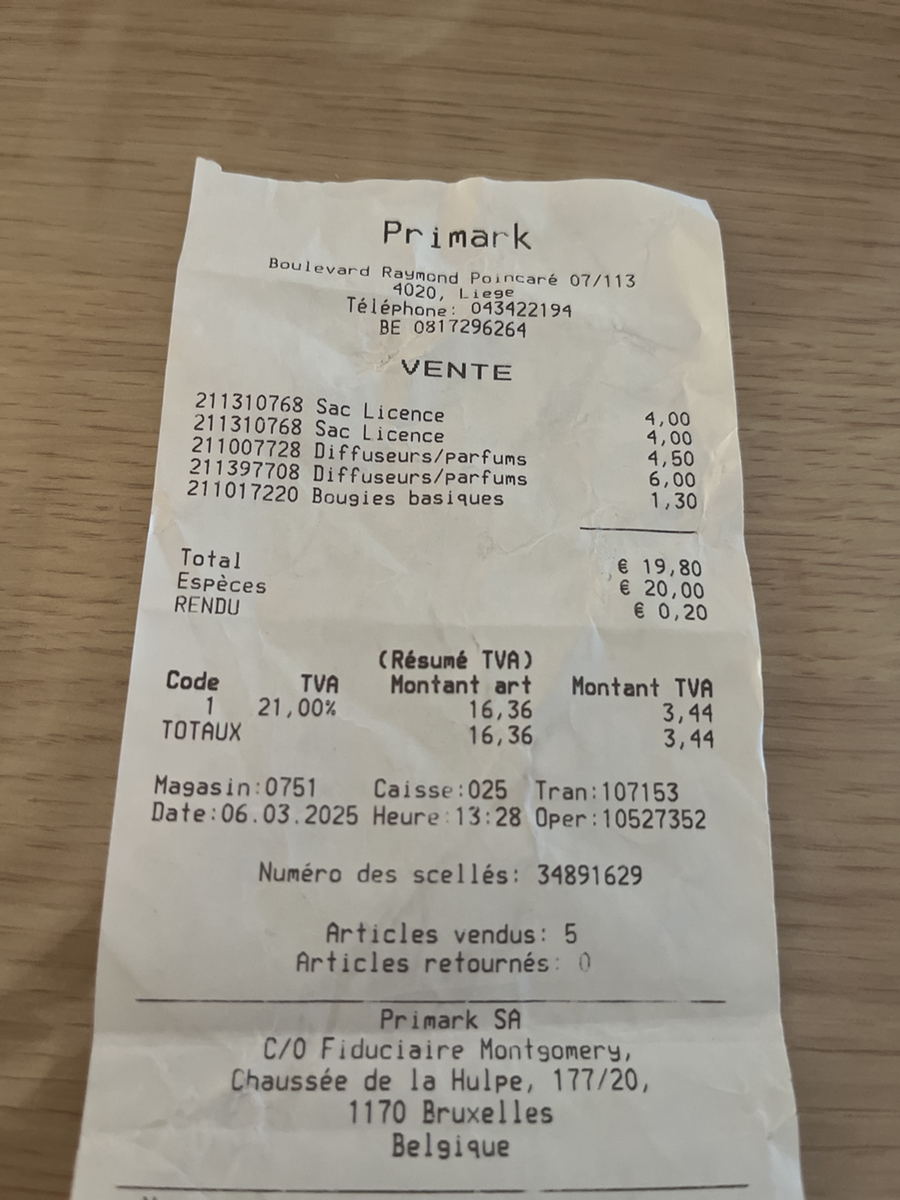 Primark
Boulevard Raymond Poincaré 07/113
4020, Liege
Téléphone: 043422194
BE 0817296264
VENTE
211310768 Sac Licence 4,00
211310768 Sac Licence 4,00
211007728 Diffuseurs/parfums 4,50
211397708 Diffuseurs/parfums 6,00
211017220 Bougies basiques 1,30
Total € 19,80
Espèces € 20,00
RENDU € 0,20
(Résumé TVA)
Code TVA Montant art Montant TVA
1 21,00% 16,36 3,44
TOTAUX 16,36 3,44
Magasin:0751 Caisse:025 Tran:107153
Date:06.03.2025 Heure:13:28 Oper:10527352
Numéro des scellés: 34891629
Articles vendus: 5
Articles retournés: 0
Primark SA
C/O Fiduciaire Montgomery,
Chaussée de la Hulpe, 177/20,
1170 Bruxelles
Belgique